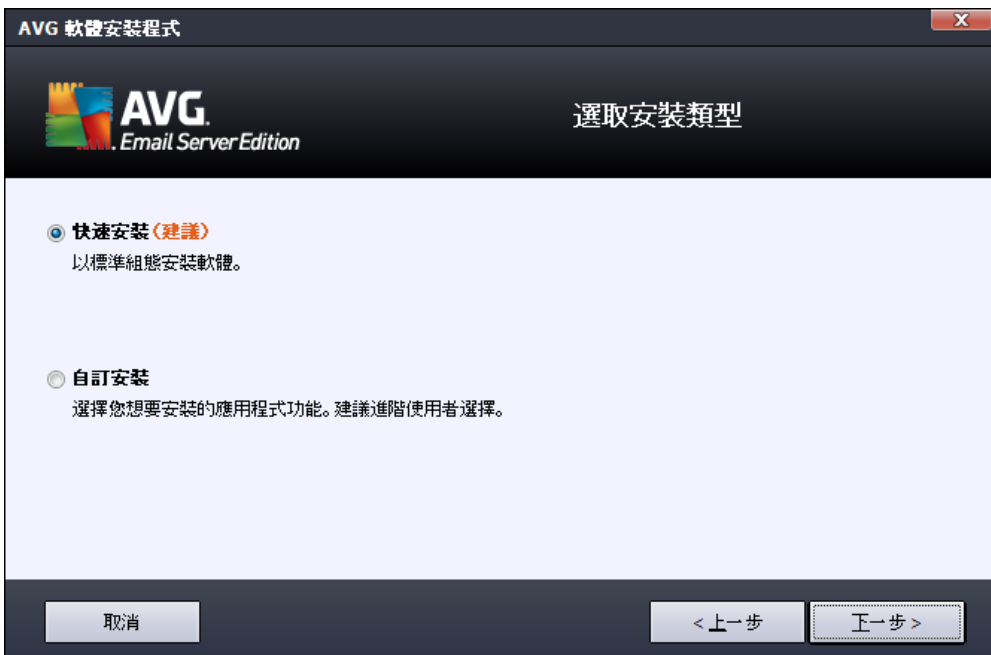 AVG 軟體安裝程式
X
AVG.
Email Server Edition
選取安裝類型
快速安裝(建議)
以標準組態安裝軟體。
自訂安裝
選擇您想要安裝的應用程式功能。建議進階使用者選擇。
取消
<上一步
下一步>